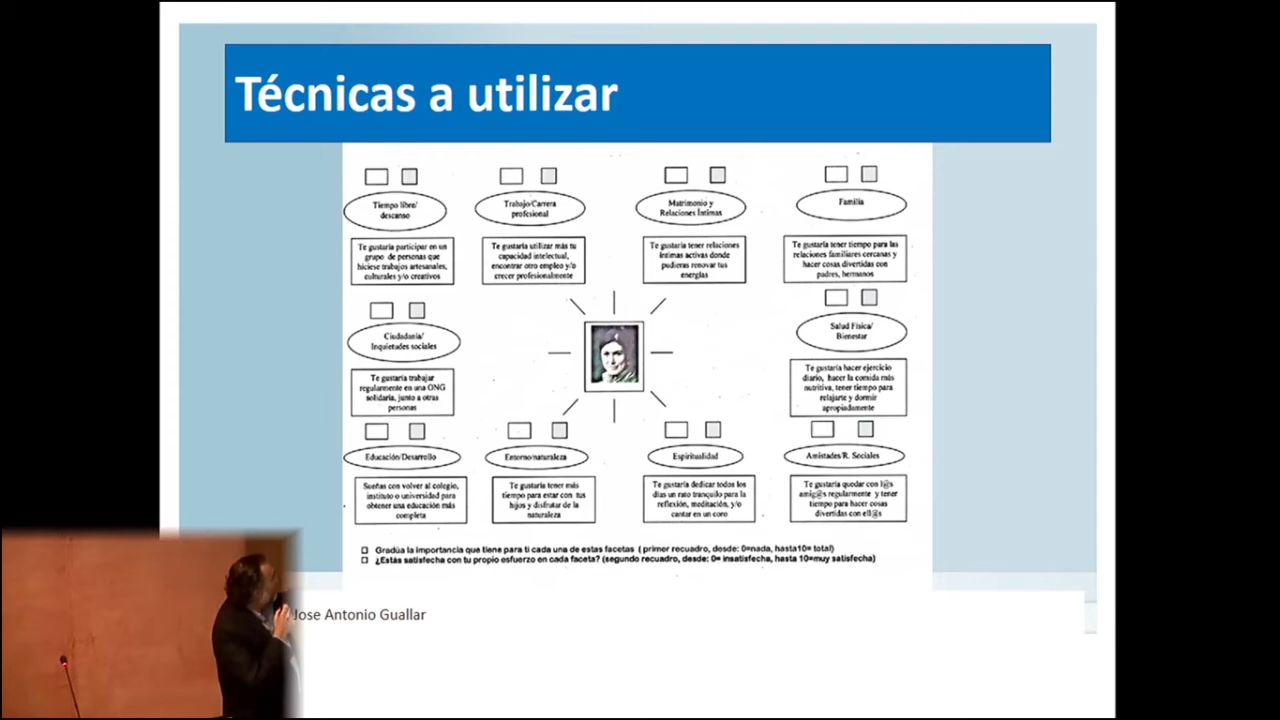 Técnicas a utilizar
Tiempo libre/
descanso
Te gustaría participar en un
grupo de personas que
hiciese trabajos artesanales,
culturales y/o creativos
Trabajo/Carrera
profesional
Te gustaría utilizar más tu
capacidad intelectual,
encontrar otro empleo y/o
crecer profesionalmente
Matrimonio y
Relaciones Íntimas
Te gustaría tener relaciones
íntimas activas donde
pudieras renovar tus
energías
Familia
Te gustaría tener tiempo para las
relaciones familiares cercanas y
hacer cosas divertidas con
padres, hermanos
Ciudadanía/
Inquietudes sociales
Te gustaría trabajar
regularmente en una ONG
solidaria, junto a otras
personas
Salud Física/
Bienestar
Te gustaría hacer ejercicio
diario, hacer la comida más
nutritiva, tener tiempo para
relajarte y dormir
apropiadamente
Educación/Desarrollo
Sueñas con volver al colegio,
instituto o universidad para
obtener una educación más
completa
Entorno/naturaleza
Te gustaría tener más
tiempo para estar con tus
hijos y disfrutar de la
naturaleza
Espiritualidad
Te gustaría dedicar todos los
días un rato tranquilo para la
reflexión, meditación, y/o
cantar en un coro
Amistades/R. Sociales
Te gustaría quedar con l@s
amig@s regularmente y tener
tiempo para hacer cosas
divertidas con ell@s
Gradúa la importancia que tiene para ti cada una de estas facetas ( primer recuadro, desde: 0=nada, hasta10= total)
¿Estás satisfecha con tu propio esfuerzo en cada faceta? (segundo recuadro, desde: 0= insatisfecha, hasta 10=muy satisfecha)
Jose Antonio Guallar